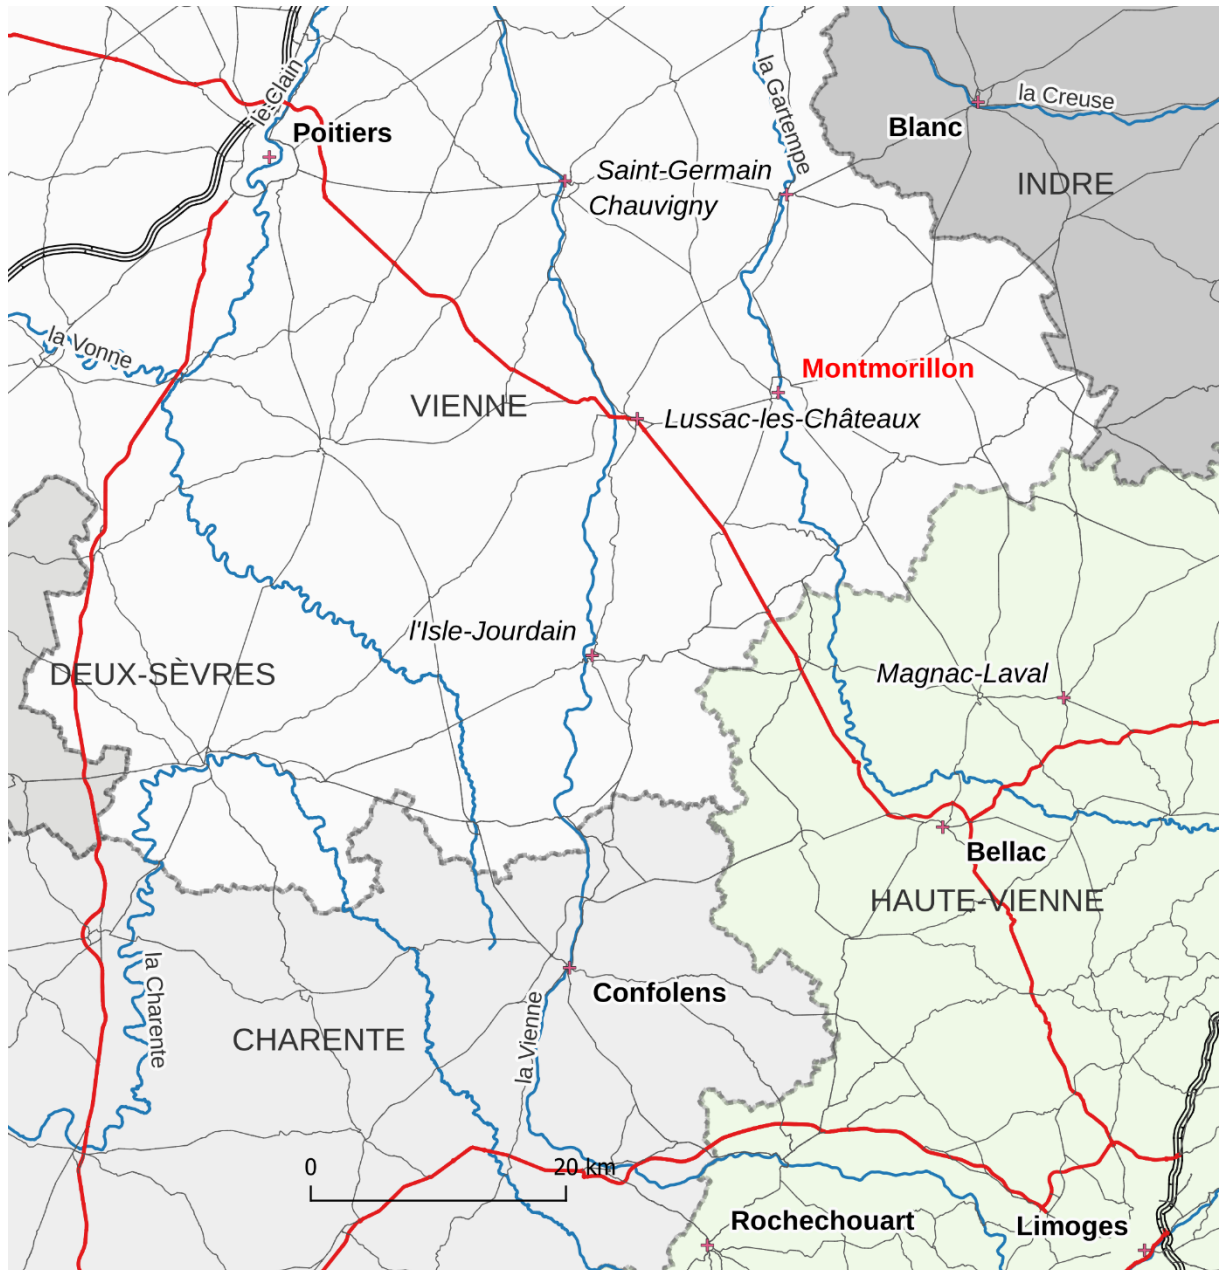 la Creuse
le Clain
la Gartempe
Poitiers
Blanc
Saint-Germain
INDRE
Chauvigny
la Vonne
Montmorillon
VIENNE
Lussac-les-Châteaux
l'Isle-Jourdain
DEUX-SÈVRES
Magnac-Laval
Bellac
HAUTE-VIENNE
Confolens
la Charente
CHARENTE
la Vienne
0
20 km
Rochechouart
Limoges